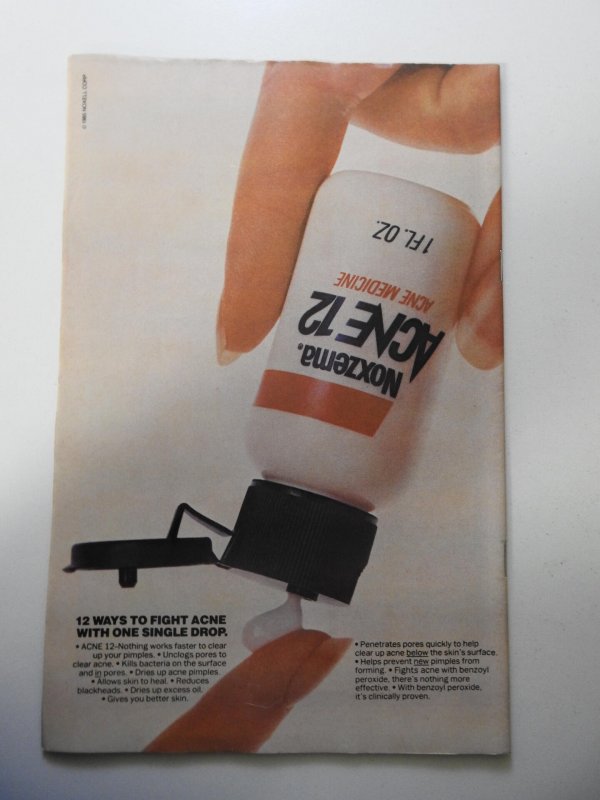 © 1985 NOXELL CORP.
1 FL. OZ.
ACNE MEDICINE
ACNE 12
Noxzema®
12 WAYS TO FIGHT ACNE
WITH ONE SINGLE DROP.
• ACNE 12–Nothing works faster to clear
up your pimples. • Unclogs pores to
clear acne. • Kills bacteria on the surface
and in pores. • Dries up acne pimples.
• Allows skin to heal. • Reduces
blackheads. • Dries up excess oil.
• Gives you better skin.
• Penetrates pores quickly to help
clear up acne below the skin's surface.
• Helps prevent new pimples from
forming. • Fights acne with benzoyl
peroxide, there's nothing more
effective. • With benzoyl peroxide,
it's clinically proven.